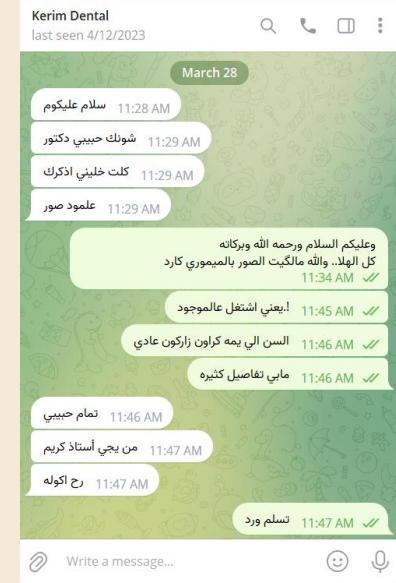 Kerim Dental
last seen 4/12/2023
March 28
سلام عليكوم 11:28 AM
شونك حبيبي دكتور 11:29 AM
كلت خليني اذكرك 11:29 AM
علمود صور 11:29 AM
وعليكم السلام ورحمه الله وبركاته
كل الهلا.. والله مالگيت الصور بالميموري كارد
11:34 AM
!.يعني اشتغل عالموجود 11:45 AM
السن الي يمه كراون زاركون عادي 11:46 AM
مابي تفاصيل كثيره 11:46 AM
تمام حبيبي 11:46 AM
من يجي أستاذ كريم 11:47 AM
رح اكوله 11:47 AM
تسلم ورد 11:47 AM
Write a message...